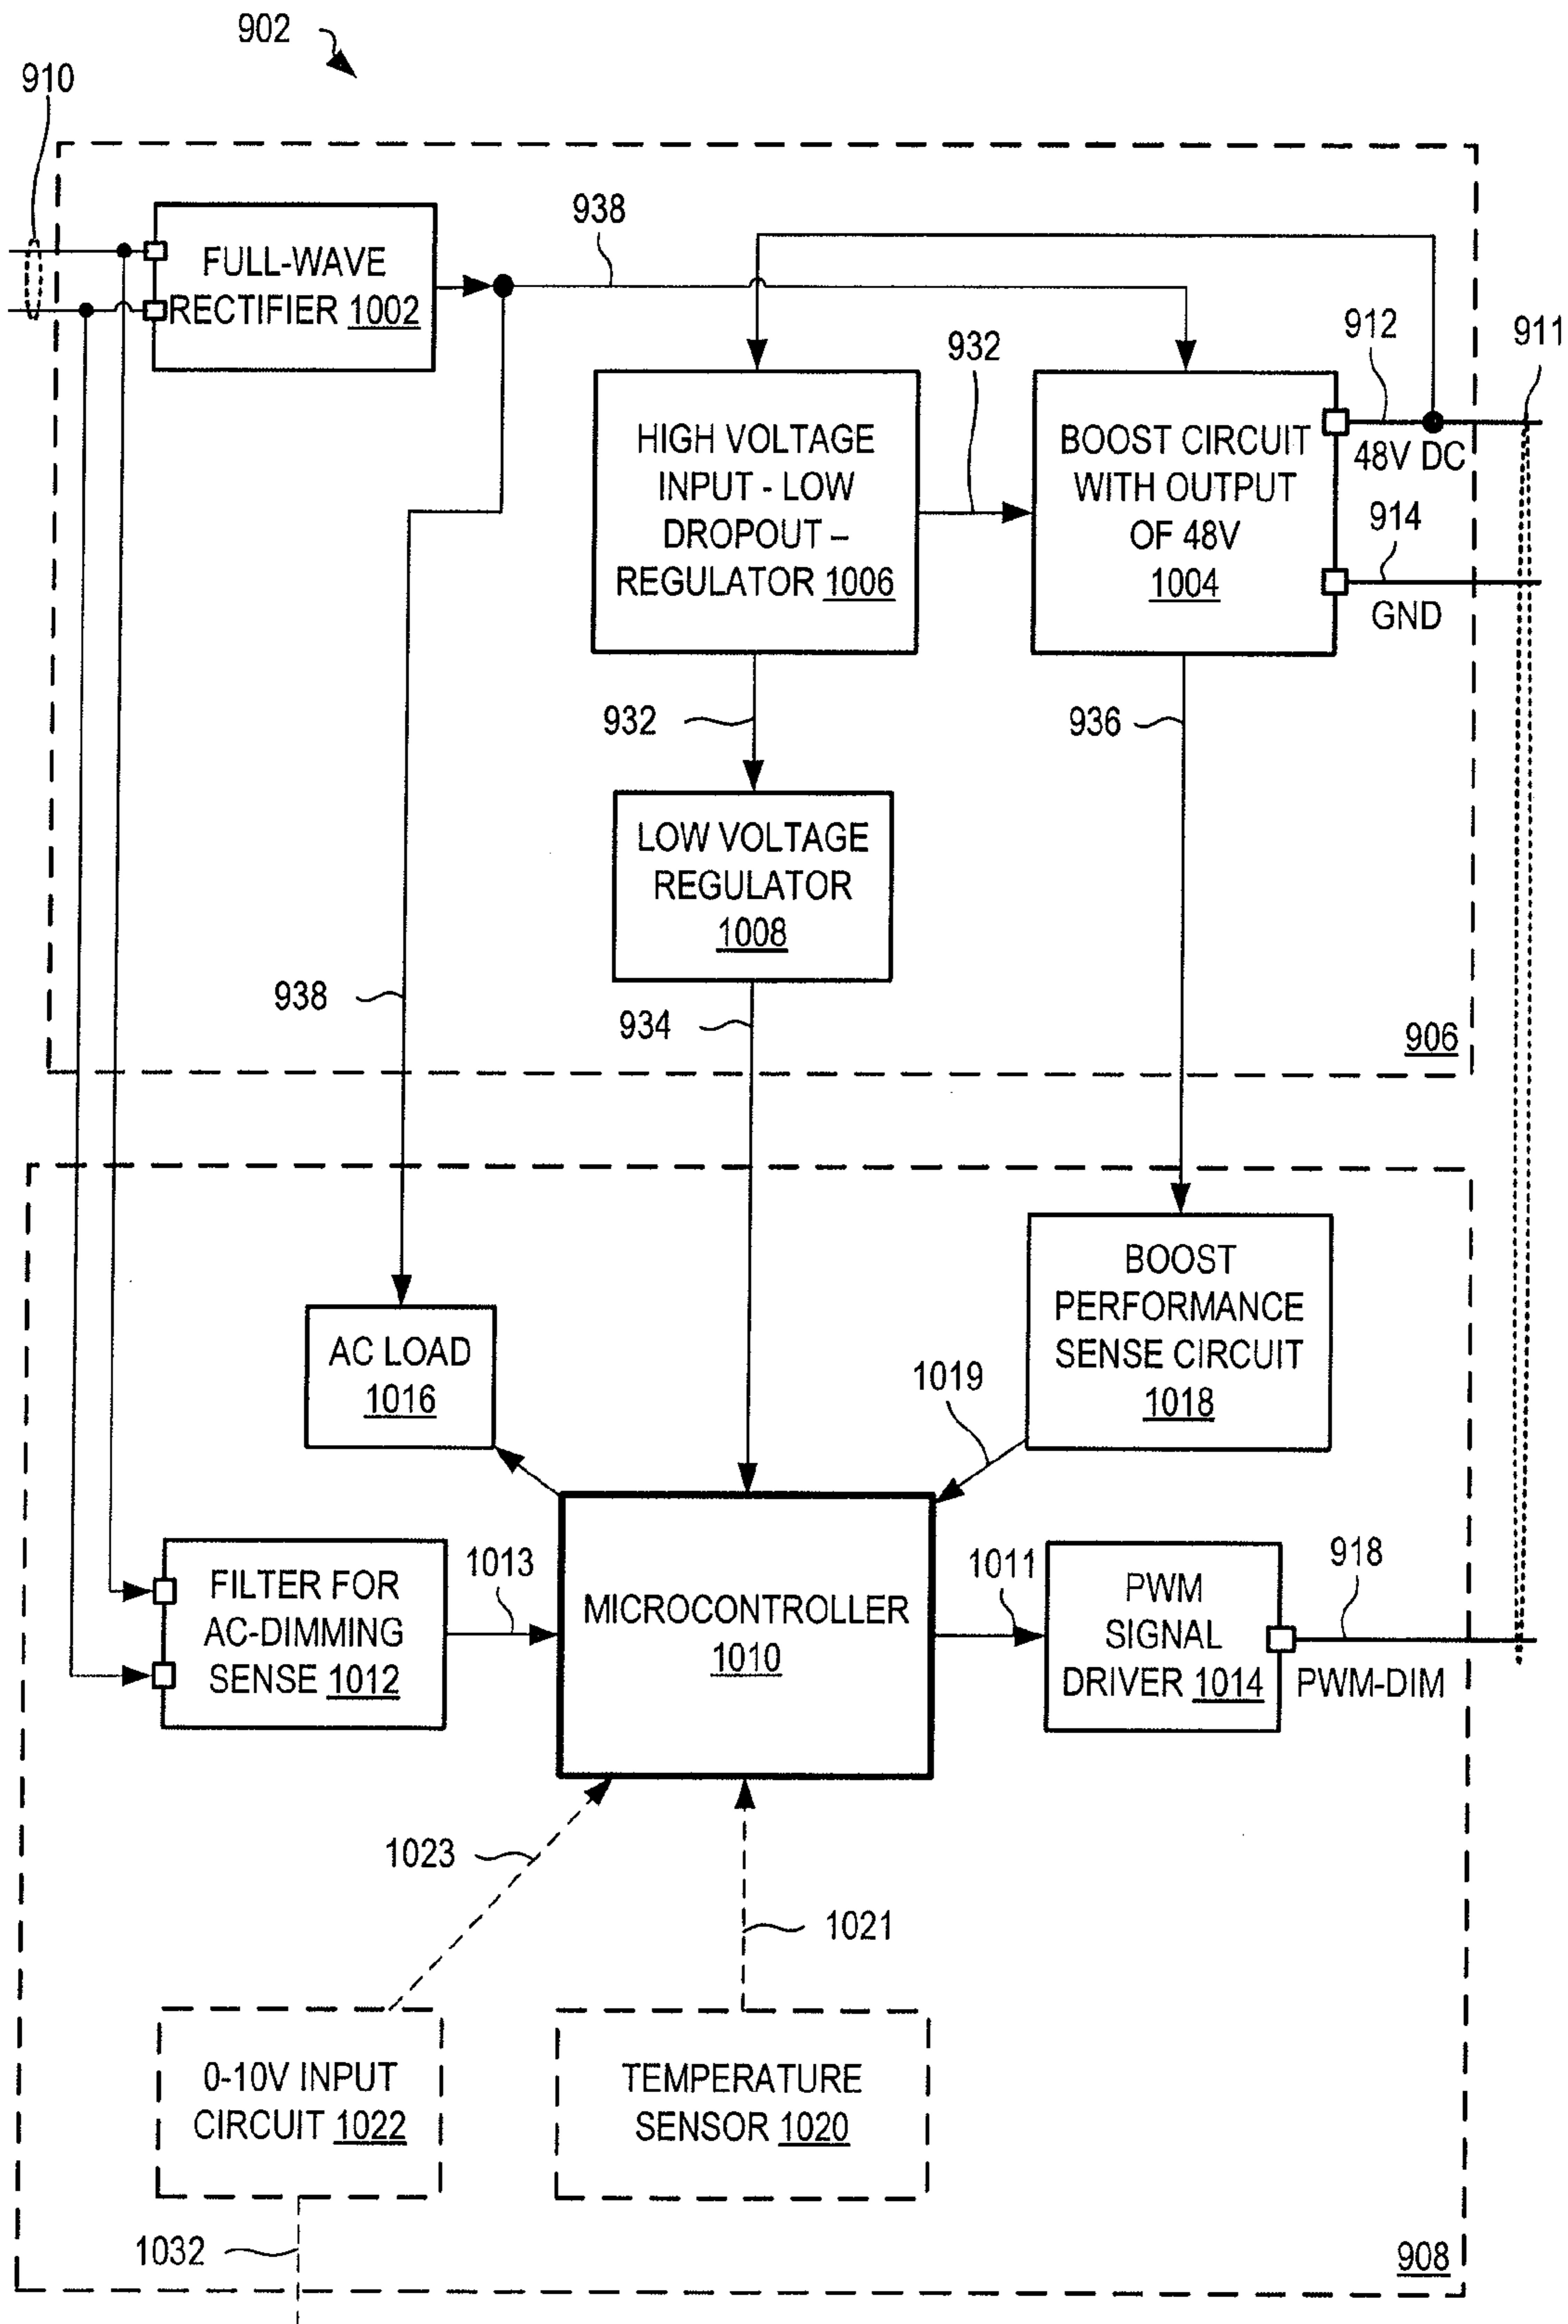 902
910
938
FULL-WAVE
RECTIFIER 1002
932
912
911
HIGH VOLTAGE
INPUT - LOW
DROPOUT –
REGULATOR 1006
BOOST CIRCUIT
WITH OUTPUT
OF 48V
1004
48V DC
914
GND
932
936
LOW VOLTAGE
REGULATOR
1008
938
934
906
BOOST
PERFORMANCE
SENSE CIRCUIT
1018
AC LOAD
1016
1019
FILTER FOR
AC-DIMMING
SENSE 1012
1013
MICROCONTROLLER
1010
1011
PWM
SIGNAL
DRIVER 1014
918
PWM-DIM
1023
1021
0-10V INPUT
CIRCUIT 1022
TEMPERATURE
SENSOR 1020
1032
908